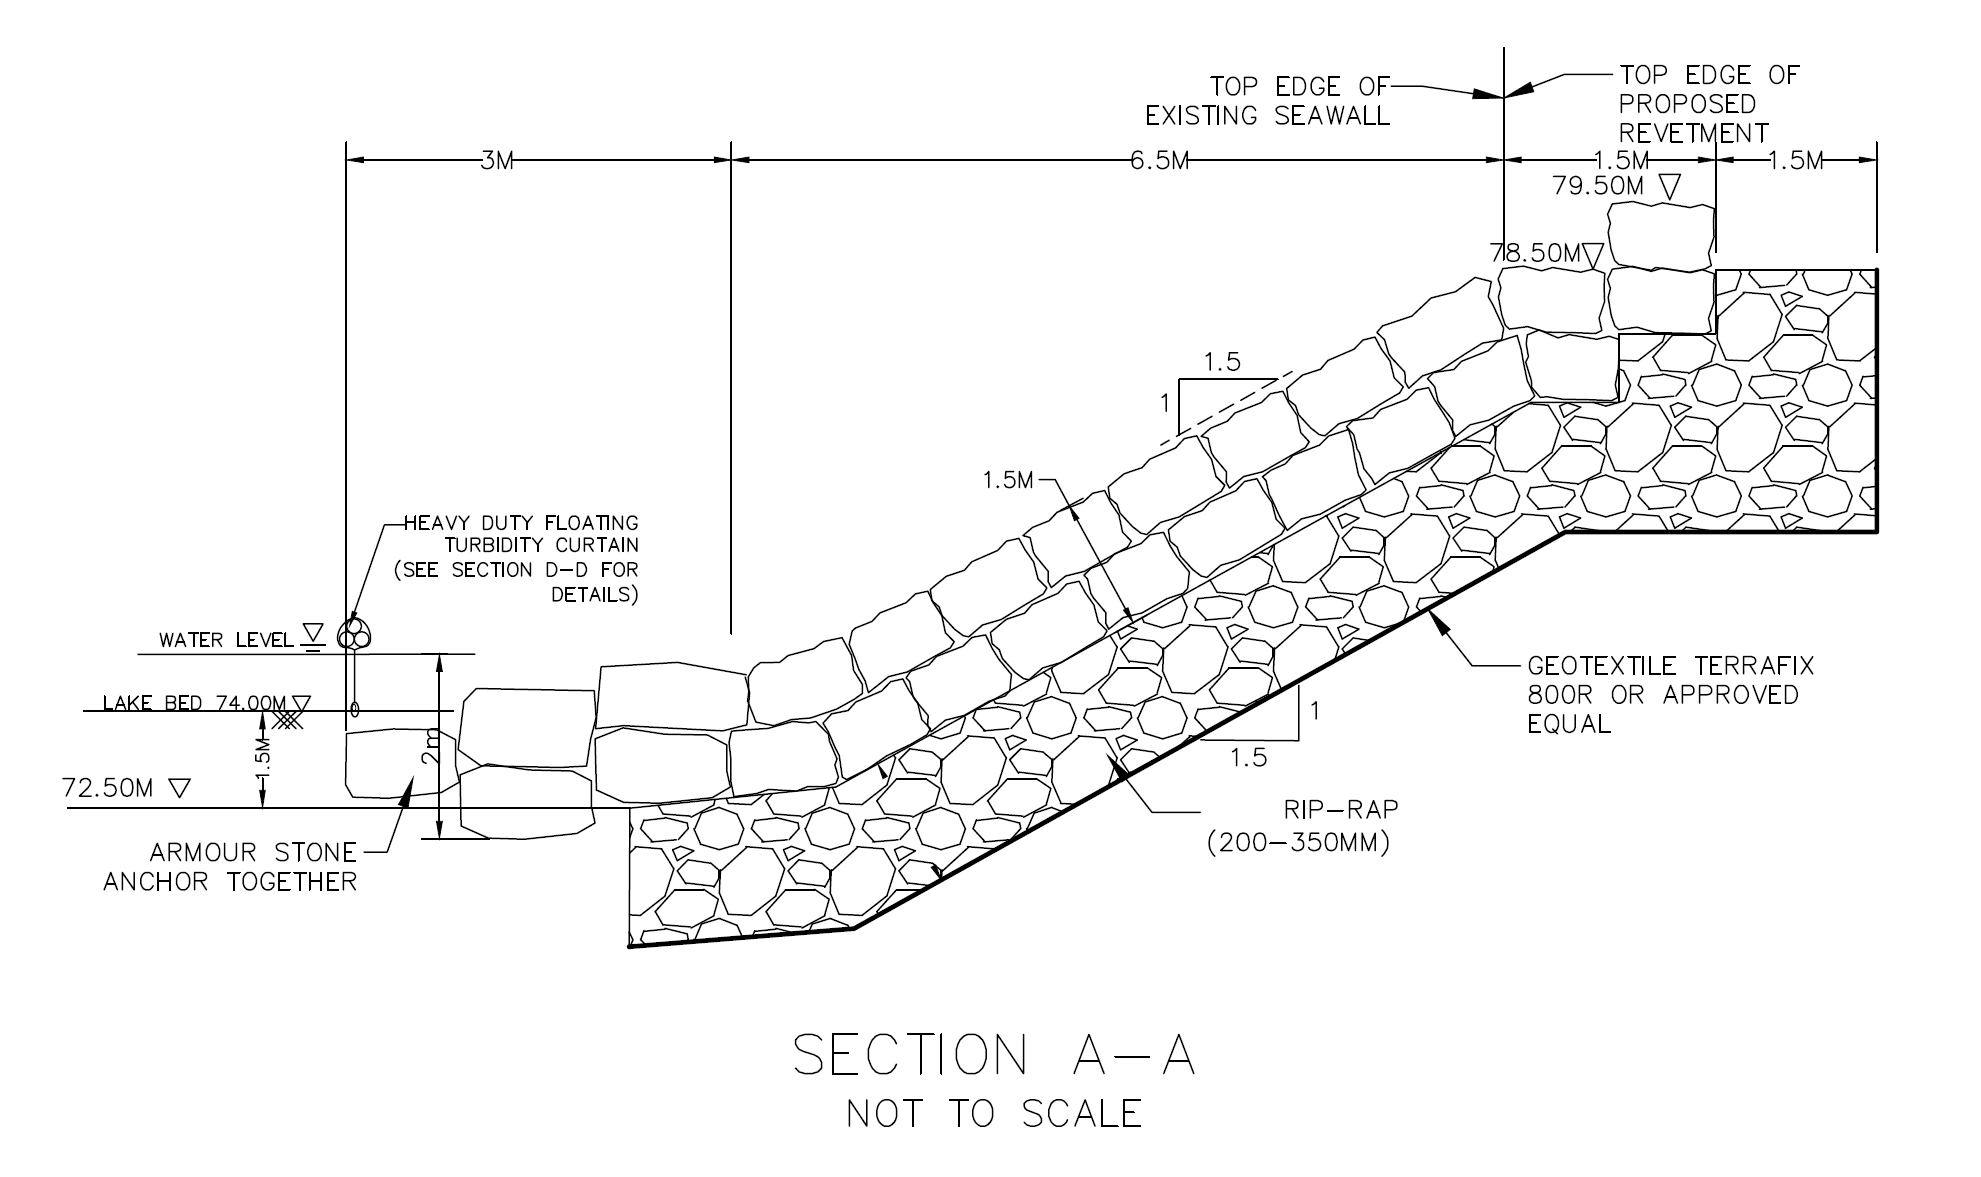 TOP EDGE OF
EXISTING SEAWALL
TOP EDGE OF
PROPOSED
REVETMENT
3M
6.5M
1.5M
1.5M
79.50M
78.50M
1.5
1
1.5M
HEAVY DUTY FLOATING
TURBIDITY CURTAIN
(SEE SECTION D-D FOR
DETAILS)
WATER LEVEL
LAKE BED 74.00M
1.5M
2m
72.50M
ARMOUR STONE
ANCHOR TOGETHER
GEOTEXTILE TERRAFIX
800R OR APPROVED
EQUAL
1
1.5
RIP-RAP
(200-350MM)
SECTION A-A
NOT TO SCALE